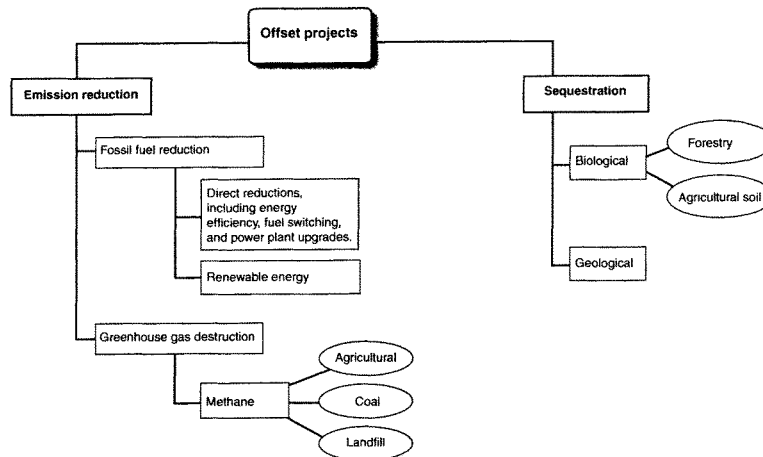 Offset projects
Emission reduction
Fossil fuel reduction
Direct reductions,
including energy
efficiency, fuel switching,
and power plant upgrades.
Renewable energy
Greenhouse gas destruction
Methane
Agricultural
Coal
Landfill
Sequestration
Biological
Forestry
Agricultural soil
Geological